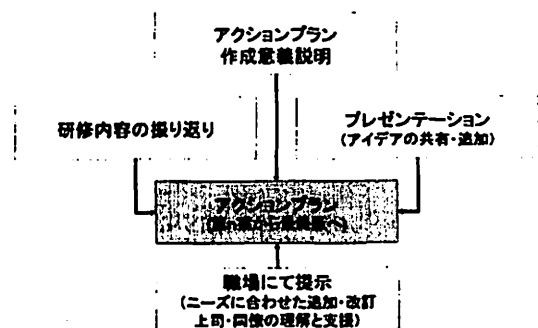 アクションプラン
作成意義説明
研修内容の振り返り
プレゼンテーション
(アイデアの共有・追加)
アクションプラン
職場にて提示
(ニーズに合わせた追加・改訂
上司・同僚の理解と支援)